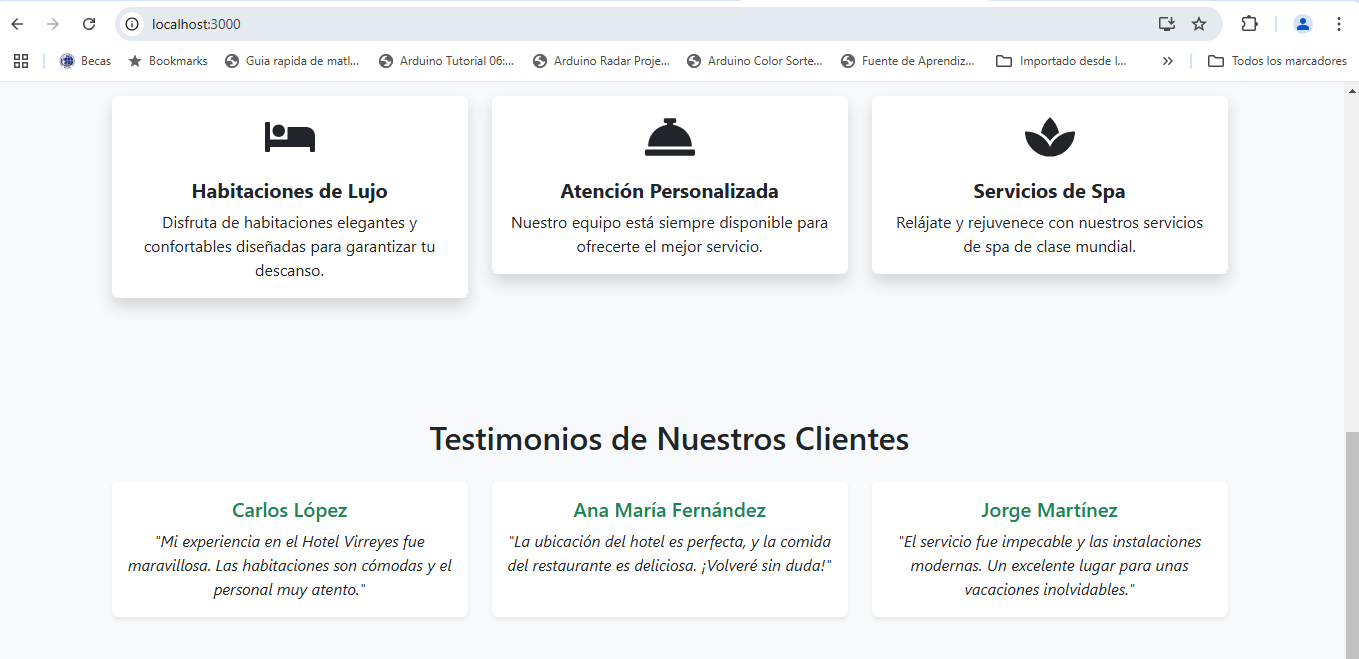 localhost:3000
Becas
Bookmarks
Guia rapida de matl...
Arduino Tutorial 06:...
Arduino Radar Proje...
Arduino Color Sorte...
Fuente de Aprendiz...
Importado desde l...
Todos los marcadores
Habitaciones de Lujo
Disfruta de habitaciones elegantes y
confortables diseñadas para garantizar tu
descanso.
Atención Personalizada
Nuestro equipo está siempre disponible para
ofrecerte el mejor servicio.
Servicios de Spa
Relájate y rejuvenece con nuestros servicios
de spa de clase mundial.
Testimonios de Nuestros Clientes
Carlos López
"Mi experiencia en el Hotel Virreyes fue
maravillosa. Las habitaciones son cómodas y el
personal muy atento."
Ana María Fernández
"La ubicación del hotel es perfecta, y la comida
del restaurante es deliciosa. ¡Volveré sin duda!"
Jorge Martínez
"El servicio fue impecable y las instalaciones
modernas. Un excelente lugar para unas
vacaciones inolvidables."